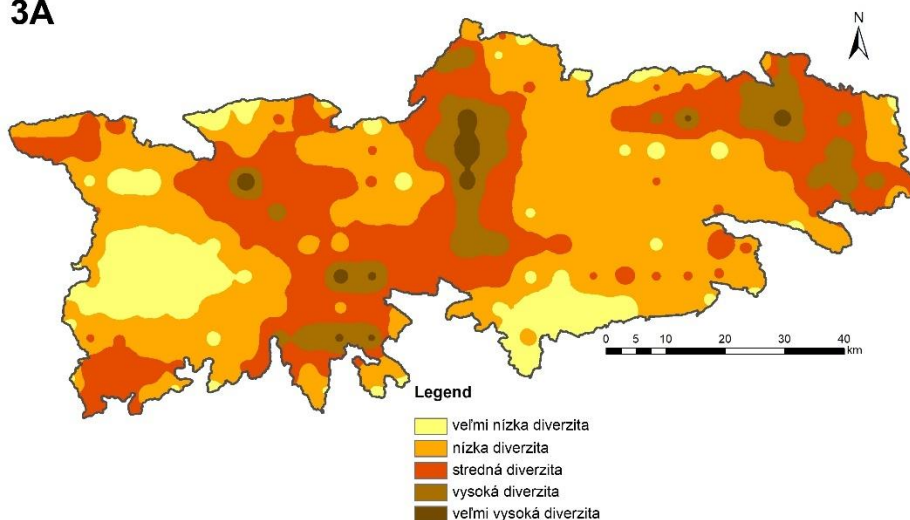 3A
N
0 5 10 20 30 40
km
Legend
veľmi nízka diverzita
nízka diverzita
stredná diverzita
vysoká diverzita
veľmi vysoká diverzita